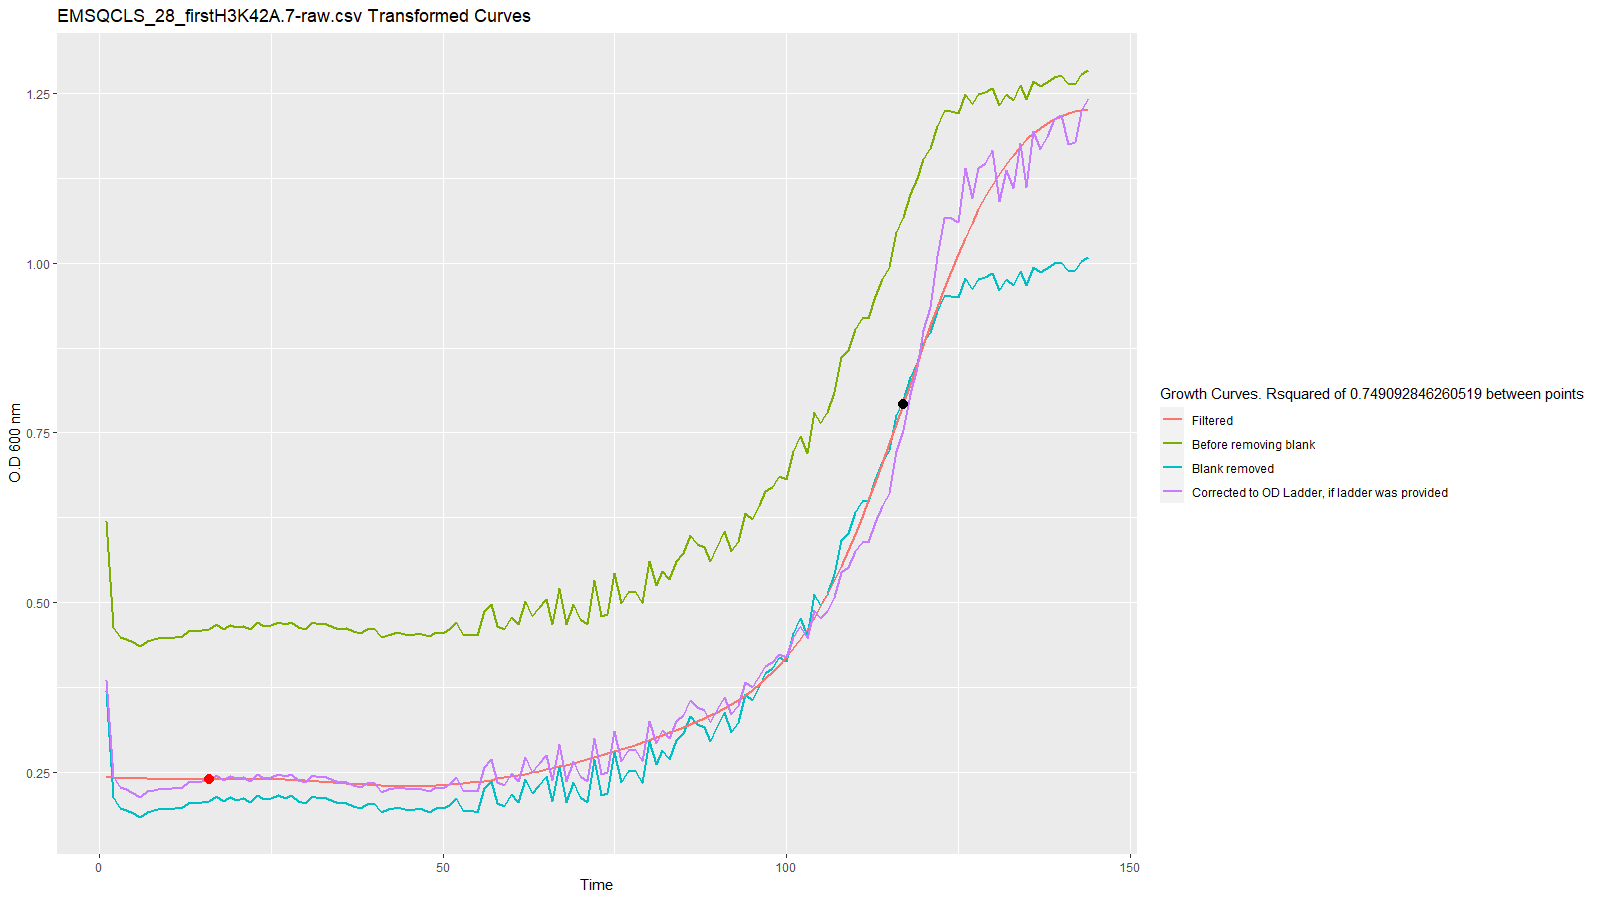 EMSQCLS_28_firstH3K42A.7-raw.csv Transformed Curves
1.25
1.00
0.75
0.50
0.25
O.D 600 nm
0
50
100
150
Time
Growth Curves. Rsquared of 0.749092846260519 between points
Filtered
Before removing blank
Blank removed
Corrected to OD Ladder, if ladder was provided